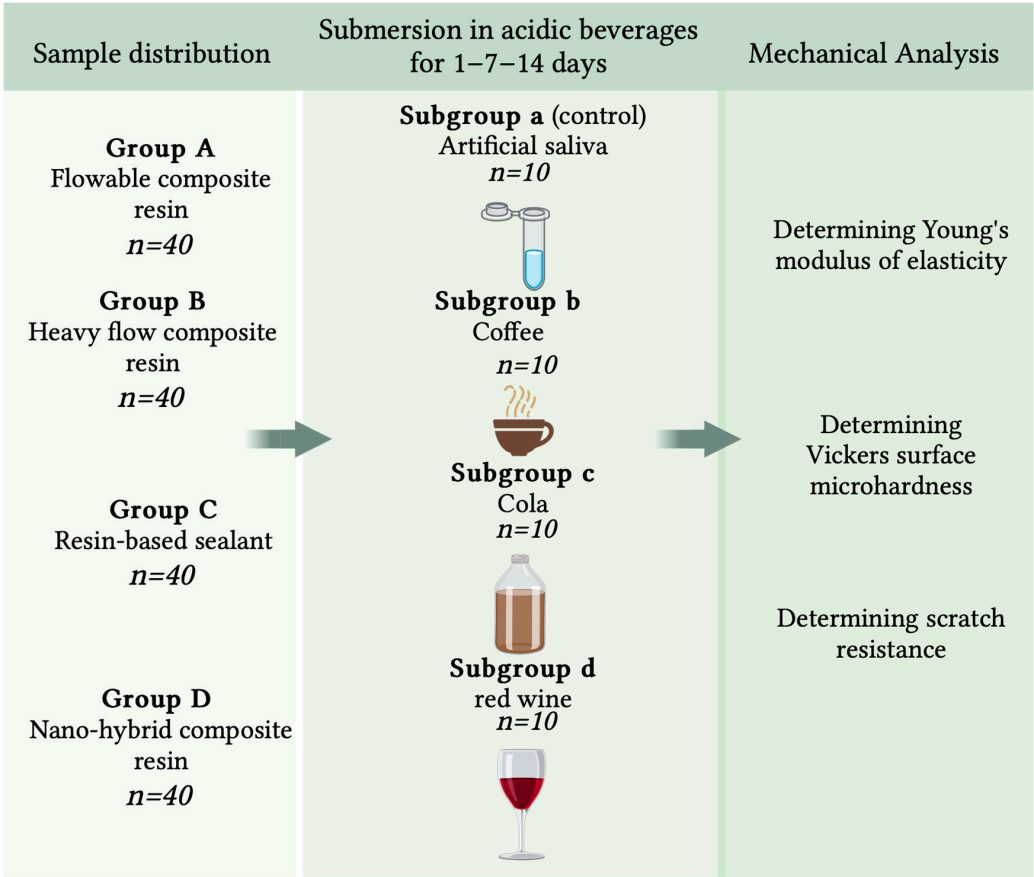 Sample distribution
Submersion in acidic beverages
for 1–7–14 days
Mechanical Analysis
Group A
Flowable composite
resin
n=40
Group B
Heavy flow composite
resin
n=40
Group C
Resin-based sealant
n=40
Group D
Nano-hybrid composite
resin
n=40
Subgroup a (control)
Artificial saliva
n=10
Subgroup b
Coffee
n=10
Subgroup c
Cola
n=10
Subgroup d
red wine
n=10
Determining Young's
modulus of elasticity
Determining
Vickers surface
microhardness
Determining scratch
resistance